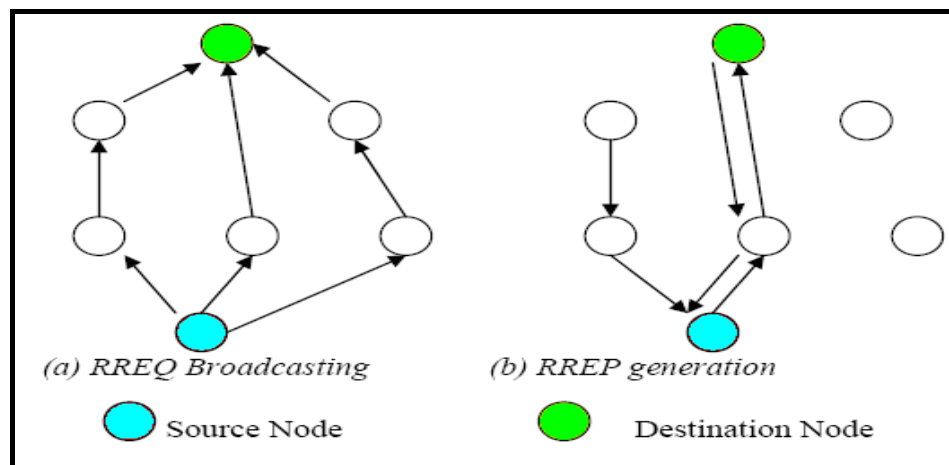 (a) RREQ Broadcasting
(b) RREP generation
Source Node
Destination Node